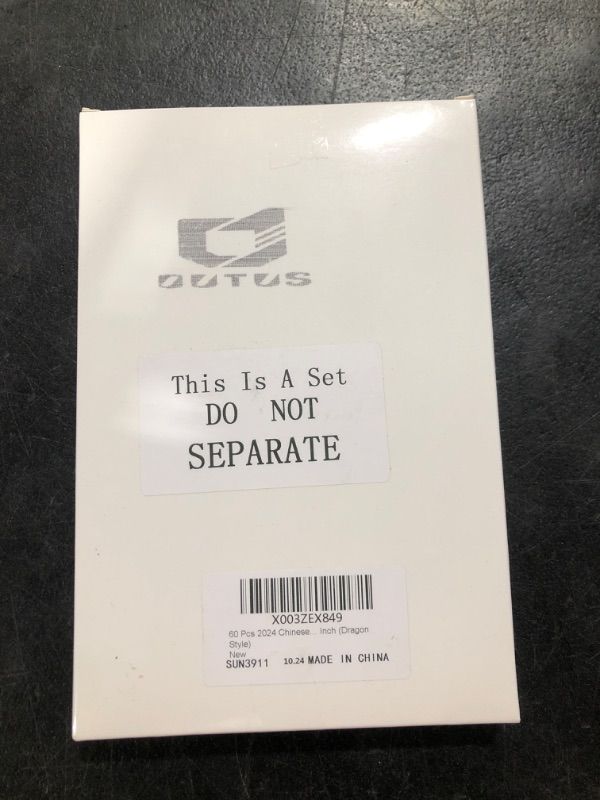 OUTUS
This Is A Set
DO NOT
SEPARATE
X003ZEX849
60 Pcs 2024 Chinese... Inch (Dragon
Style)
New
SUN3911 10.24 MADE IN CHINA